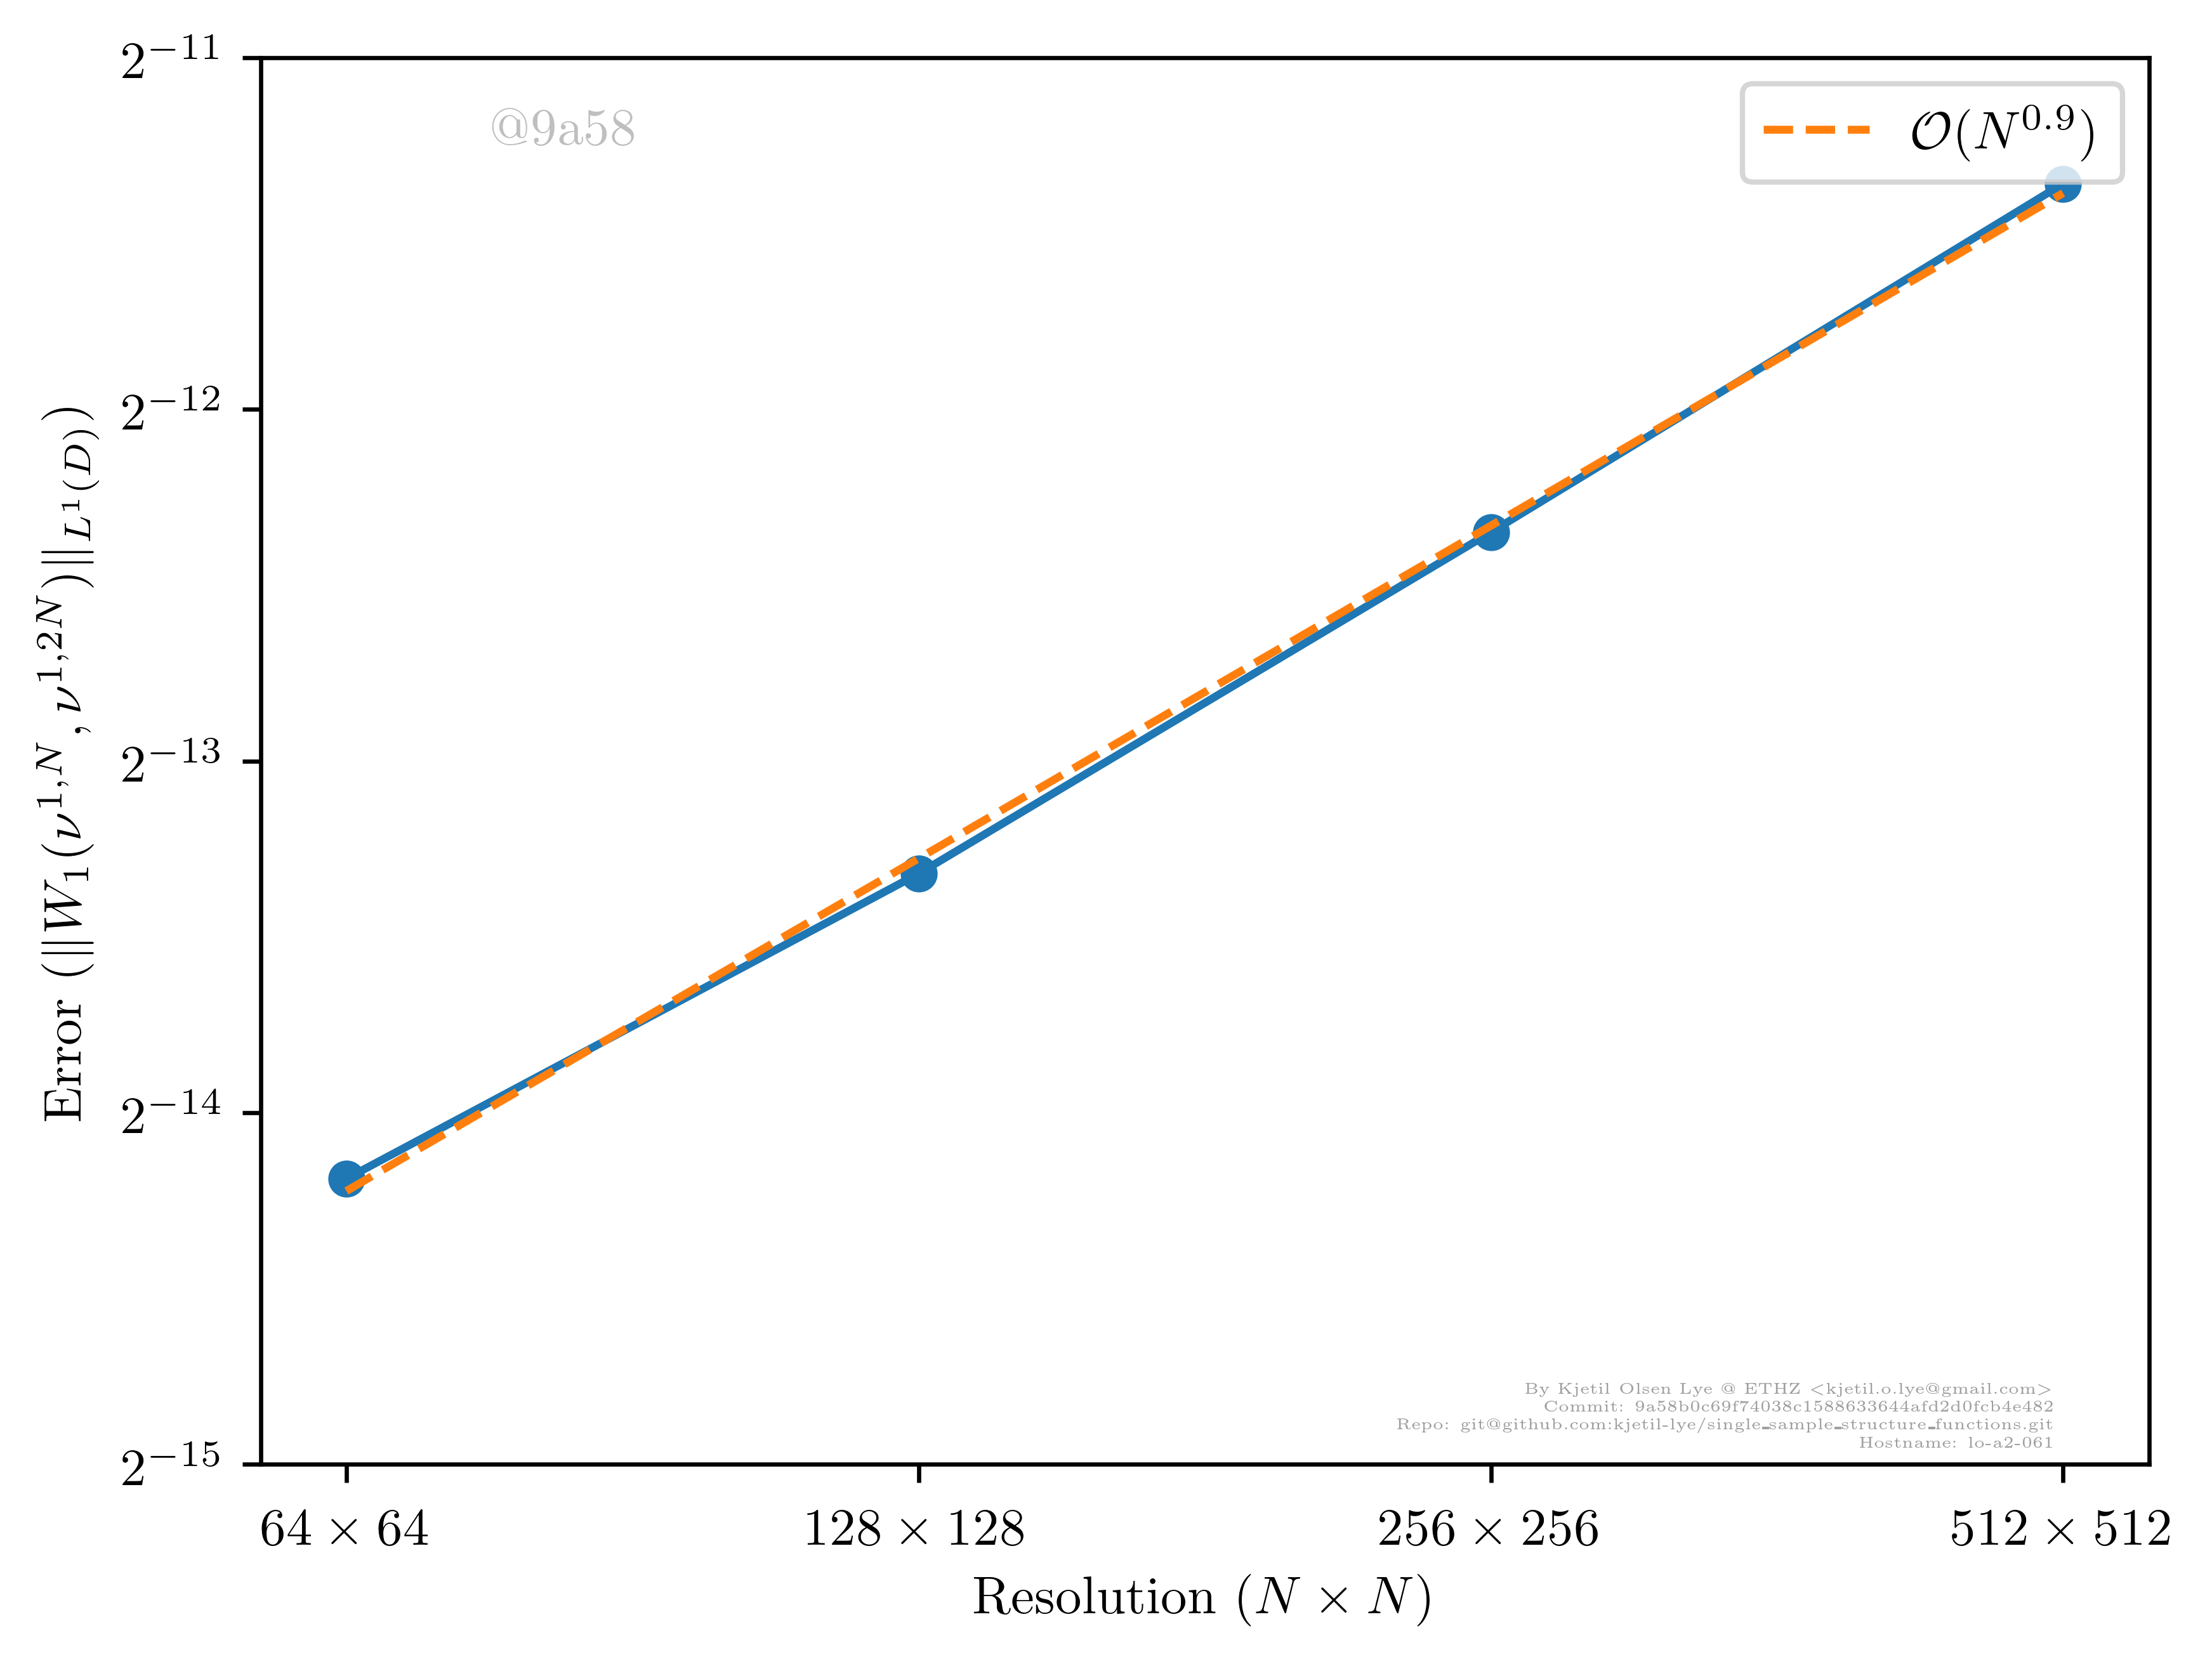 2⁻¹¹
@9a58
𝒪(N^{0.9})
2⁻¹²
2⁻¹³
2⁻¹⁴
2⁻¹⁵
Error (||W₁(ν^{1,N}, ν^{1,2N})||_{L¹(D)})
By Kjetil Olsen Lye @ ETHZ <kjetil.o.lye@gmail.com>
Commit: 9a58b0c69f74038c1588633644afd2d0fcb4e482
Repo: git@github.com:kjetil-lye/single_sample_structure_functions.git
Hostname: lo-a2-061
64 × 64
128 × 128
256 × 256
512 × 512
Resolution (N × N)